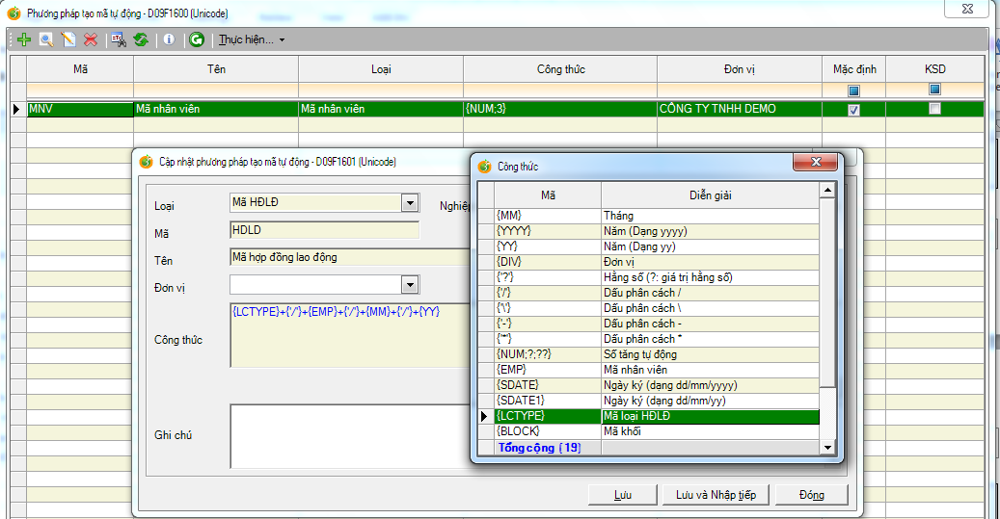 Phương pháp tạo mã tự động - D09F1600 (Unicode)
Thực hiện...
Mã Tên Loại Công thức Đơn vị Mặc định KSD
MNV Mã nhân viên Mã nhân viên {NUM;3} CÔNG TY TNHH DEMO
Cập nhật phương pháp tạo mã tự động - D09F1601 (Unicode)
Loại Mã HĐLĐ Nghiệp
Mã HDLD
Tên Mã hợp đồng lao động
Đơn vị
Công thức {LCTYPE}+{'/'}+{EMP}+{'/'}+{MM}+{'/'}+{YY}
Ghi chú
Lưu Lưu và Nhập tiếp Đóng
Công thức
Mã Diễn giải
{MM} Tháng
{YYYY} Năm (Dạng yyyy)
{YY} Năm (Dạng yy)
{DIV} Đơn vị
{'?'} Hằng số (?: giá trị hằng số)
{'/'} Dấu phân cách /
{'\'} Dấu phân cách \
{'-'} Dấu phân cách -
{'*'} Dấu phân cách *
{NUM;?;??} Số tăng tự động
{EMP} Mã nhân viên
{SDATE} Ngày ký (dạng dd/mm/yyyy)
{SDATE1} Ngày ký (dạng dd/mm/yy)
{LCTYPE} Mã loại HĐLĐ
{BLOCK} Mã khối
Tổng cộng (19)